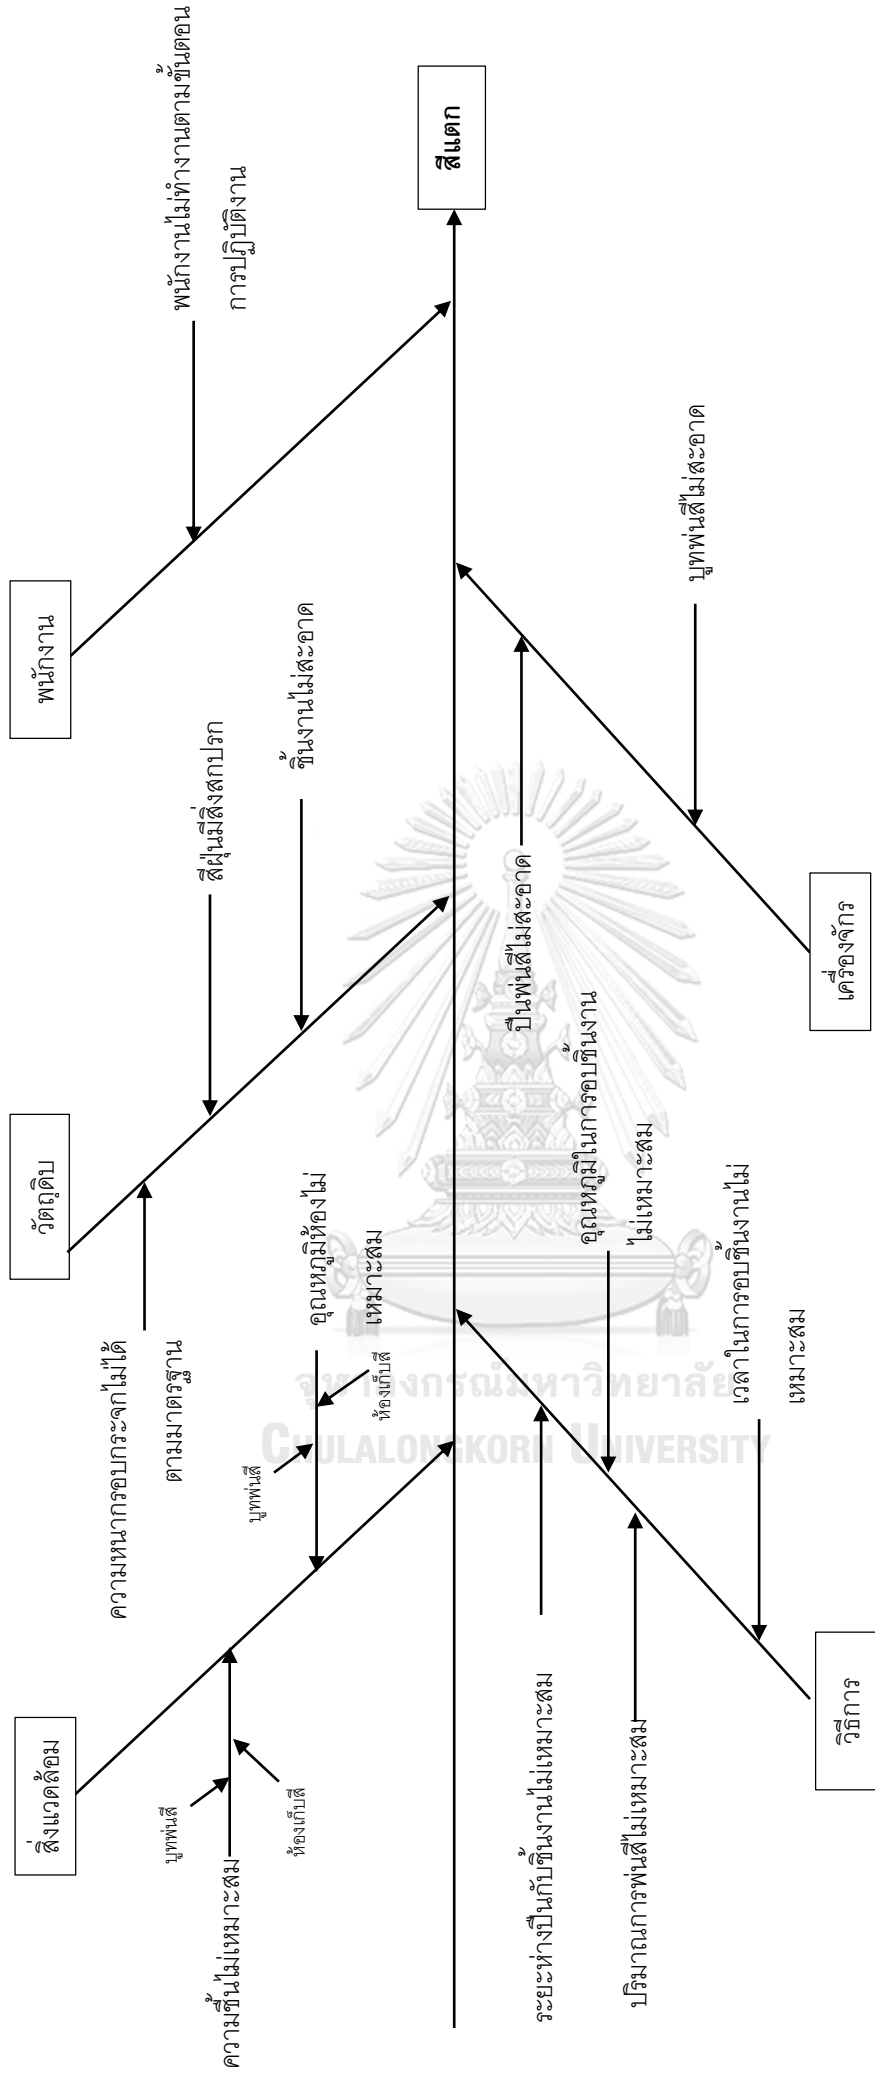 สิ่งแวดล้อม
วัตถุดิบ
พนักงาน
ความหนากรอบกระจกไม่ได้
ตามมาตรฐาน
พนักงานไม่ทำงานตามขั้นตอน
การปฏิบัติงาน
สีฝุ่นมีสิ่งสกปรก
ชิ้นงานไม่สะอาด
บูทพ่นสี
ความชื้นไม่เหมาะสม
ห้องเก็บสี
บูทพ่นสี
อุณหภูมิห้องไม่
เหมาะสม
ห้องเก็บสี
สีแตก
จุฬาลงกรณ์มหาวิทยาลัย
CHULALONGKORN UNIVERSITY
ระยะห่างปืนกับชิ้นงานไม่เหมาะสม
ปืนพ่นสีไม่สะอาด
อุณหภูมิในการอบชิ้นงาน
ไม่เหมาะสม
ปริมาณการพ่นสีไม่เหมาะสม
บูทพ่นสีไม่สะอาด
เวลาในการอบชิ้นงานไม่
เหมาะสม
วิธีการ
เครื่องจักร